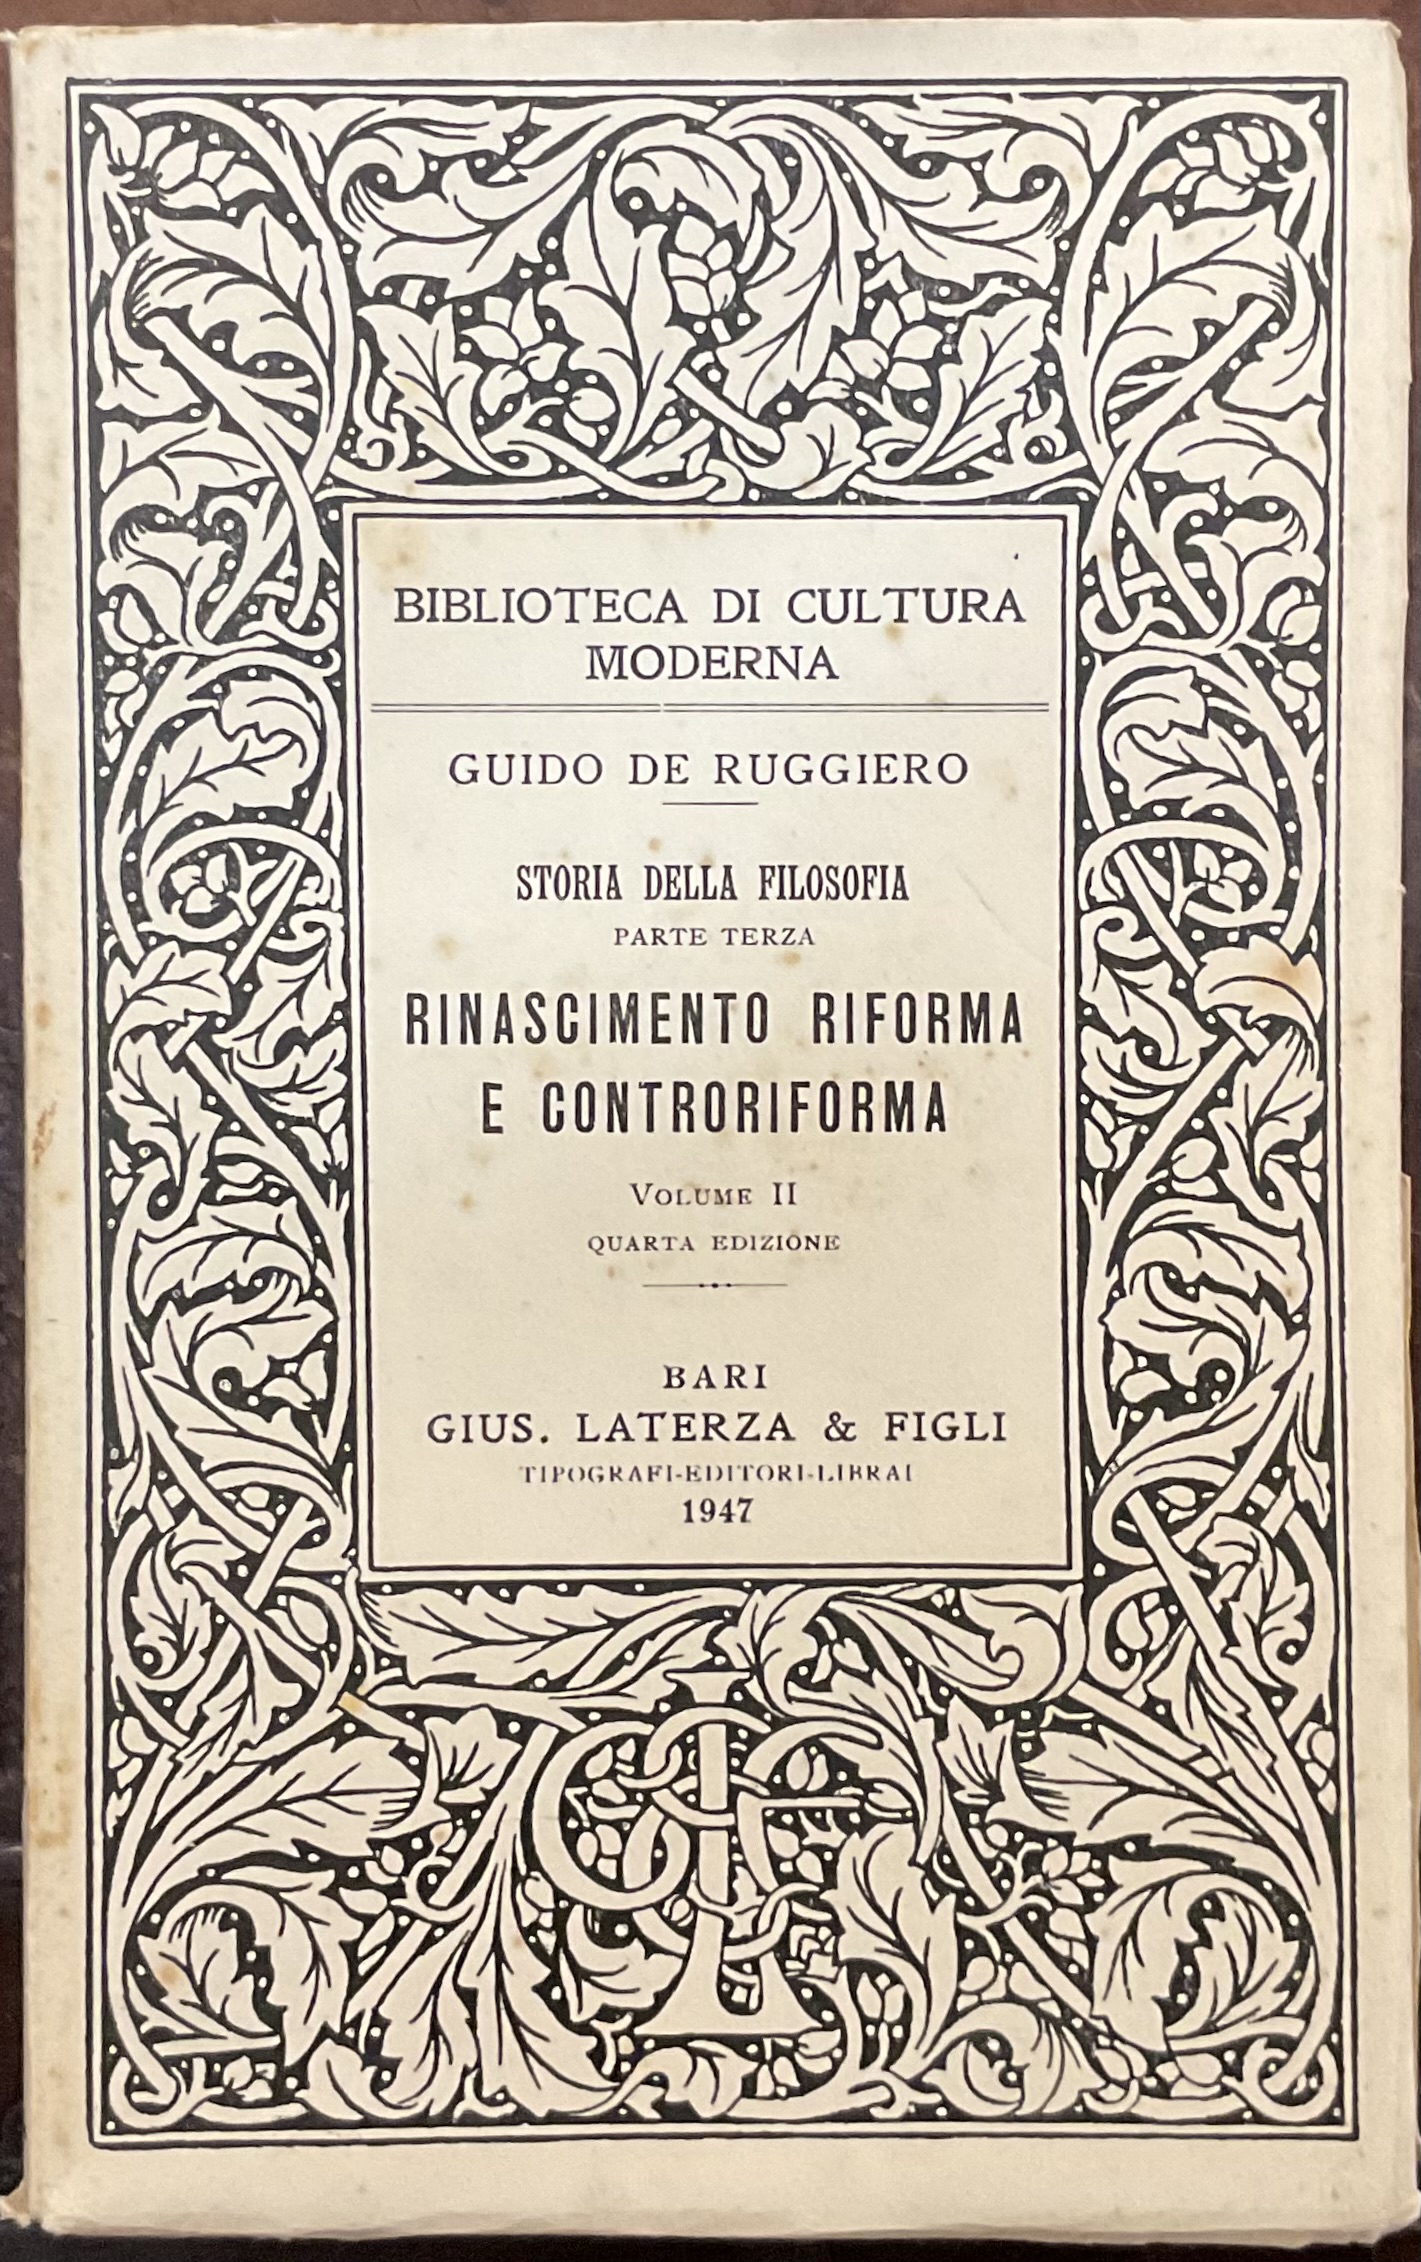 BIBLIOTECA DI CULTURA
MODERNA
GUIDO DE RUGGIERO
STORIA DELLA FILOSOFIA
PARTE TERZA
RINASCIMENTO RIFORMA
E CONTRORIFORMA
VOLUME II
QUARTA EDIZIONE
BARI
GIUS. LATERZA & FIGLI
TIPOGRAFI-EDITORI-LIBRAI
1947